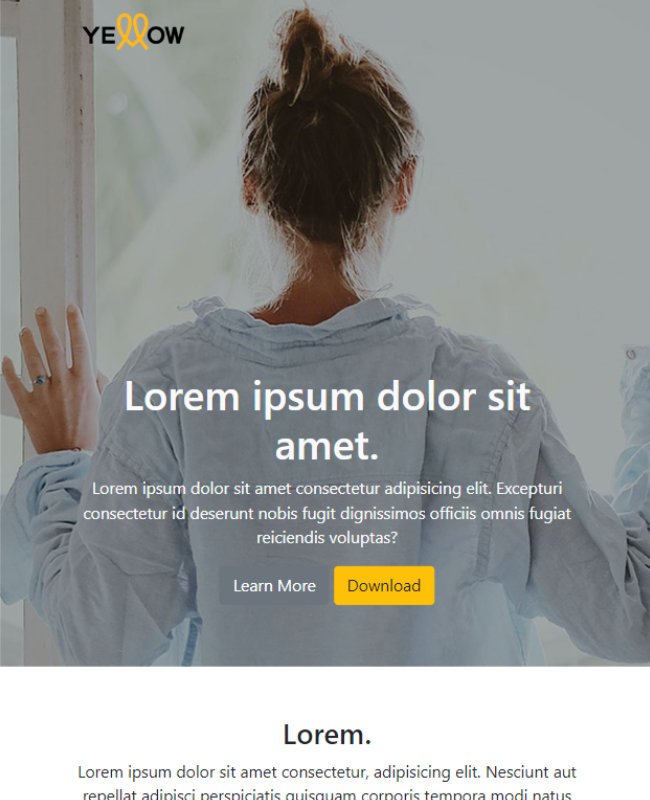 YELLOW
Lorem ipsum dolor sit
amet.
Lorem ipsum dolor sit amet consectetur adipisicing elit. Excepturi
consectetur id deserunt nobis fugit dignissimos officiis omnis fugiat
reiciendis voluptas?
Learn More
Download
Lorem.
Lorem ipsum dolor sit amet consectetur, adipisicing elit. Nesciunt aut
repellat adipisci perspiciatis quisquam corporis tempora modi natus